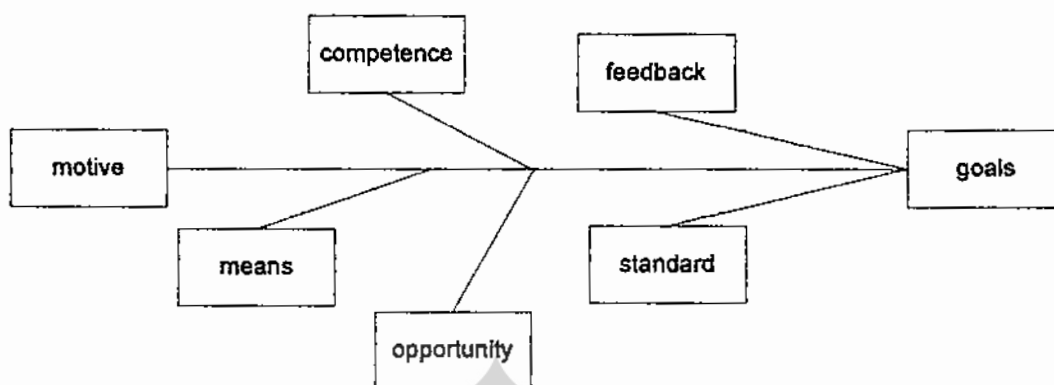 competence
feedback
motive
goals
means
standard
opportunity